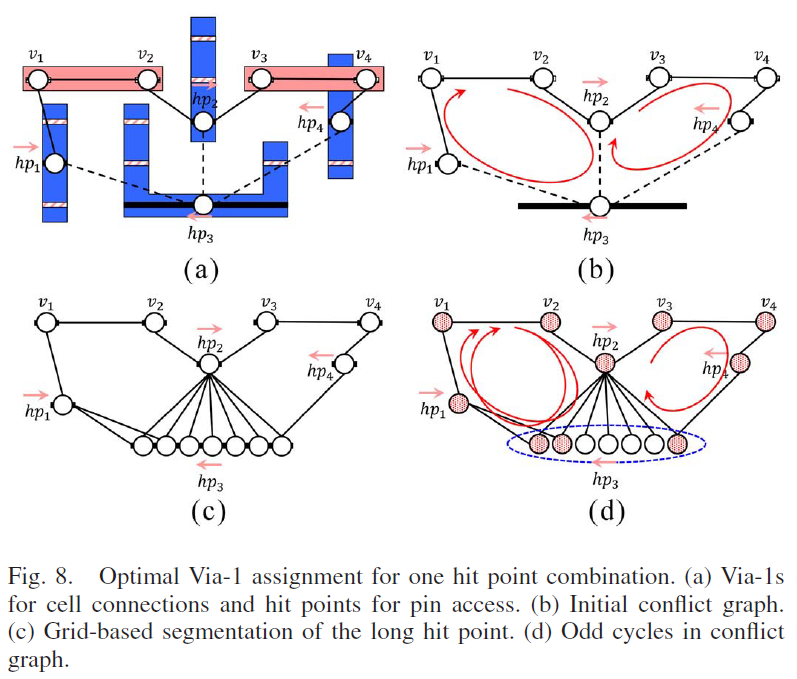 v1 v2 v3 v4
hp2
hp4
hp1
hp3
(a)
v1 v2 v3 v4
hp2
hp4
hp1
hp3
(b)
v1 v2 v3 v4
hp2
hp4
hp1
hp3
(c)
v1 v2 v3 v4
hp2
hp4
hp1
hp3
(d)
Fig. 8. Optimal Via-1 assignment for one hit point combination. (a) Via-1s
for cell connections and hit points for pin access. (b) Initial conflict graph.
(c) Grid-based segmentation of the long hit point. (d) Odd cycles in conflict
graph.